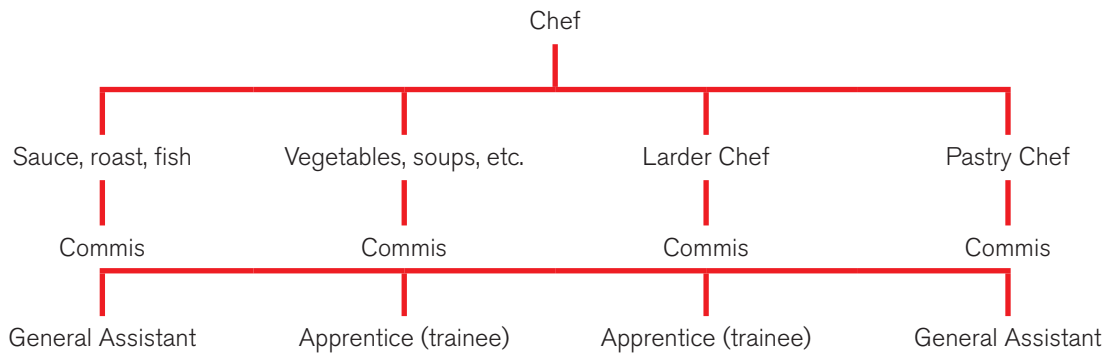 Chef
Sauce, roast, fish
Vegetables, soups, etc.
Larder Chef
Pastry Chef
Commis
Commis
Commis
Commis
General Assistant
Apprentice (trainee)
Apprentice (trainee)
General Assistant